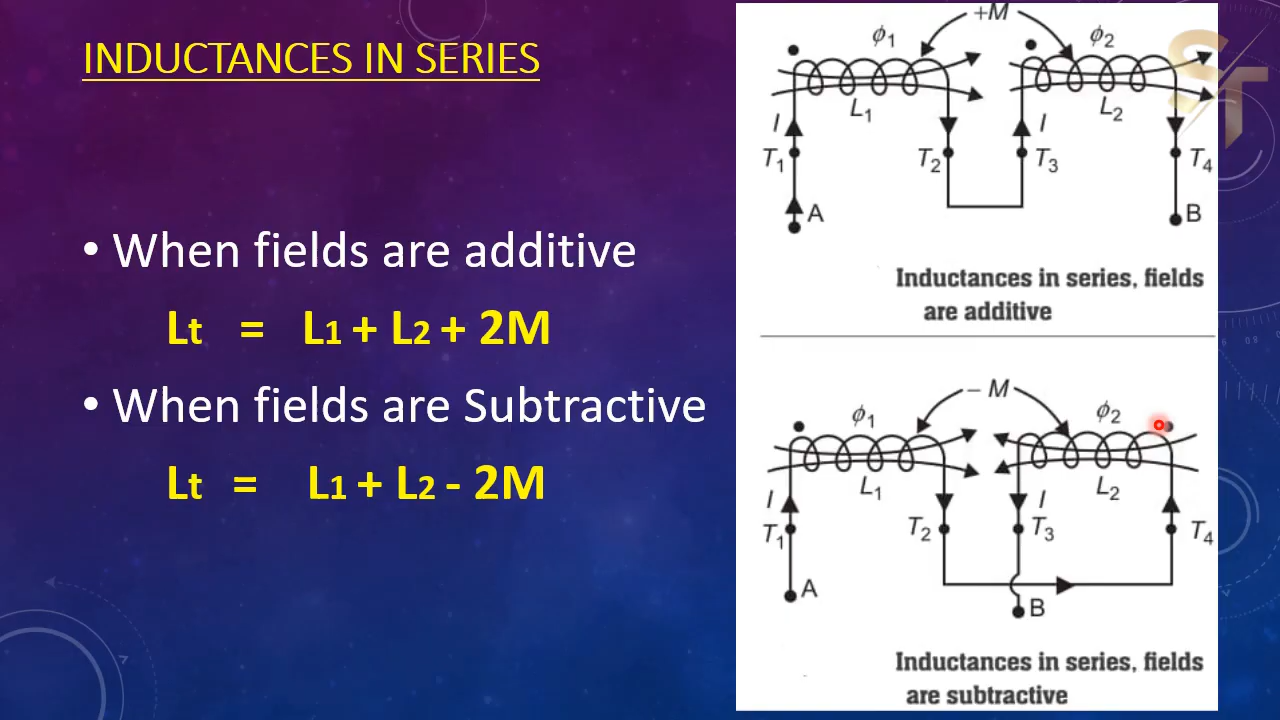 INDUCTANCES IN SERIES
• When fields are additive
Lt = L1 + L2 + 2M
• When fields are Subtractive
Lt = L1 + L2 - 2M
+M
ϕ1 ϕ2
L1 L2
I I
T1 T2 T3 T4
A B
Inductances in series, fields
are additive
– M
ϕ1 ϕ2
L1 L2
I I
T1 T2 T3 T4
A B
Inductances in series, fields
are subtractive
ST